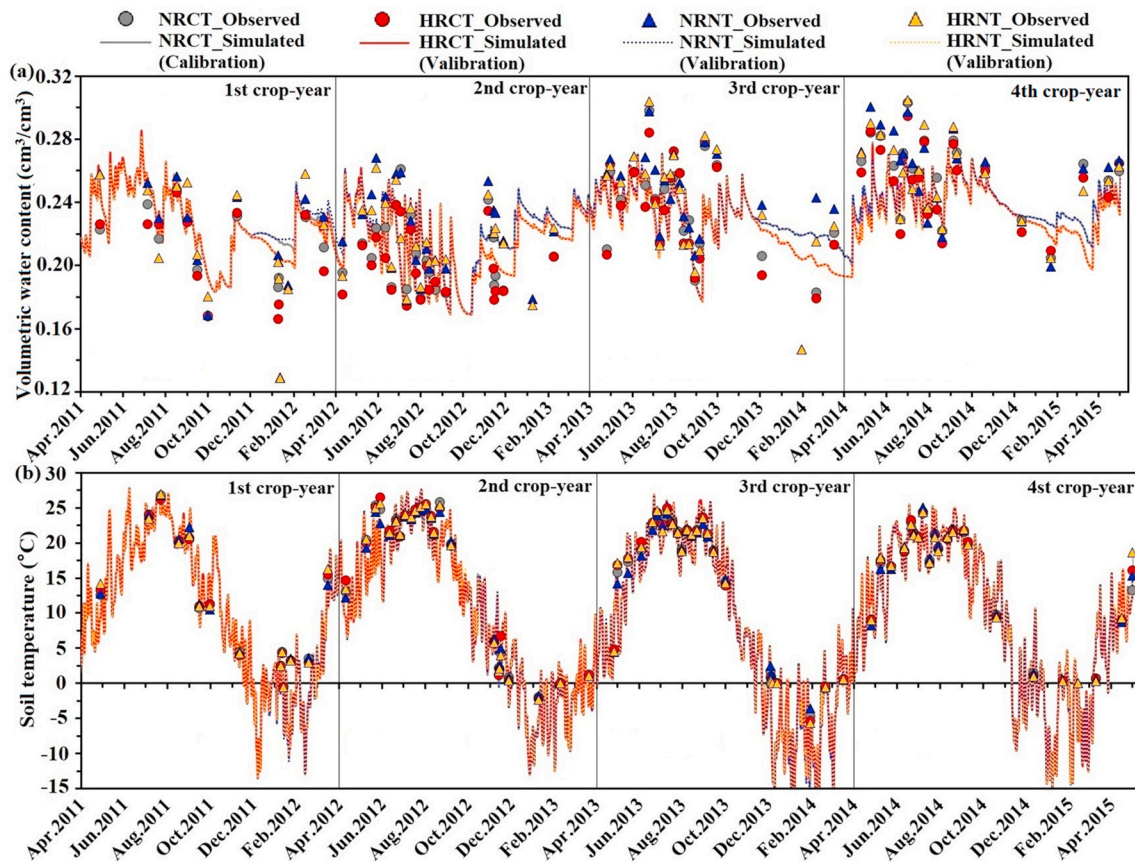 NRCT_Observed HRCT_Observed NRNT_Observed HRNT_Observed
NRCT_Simulated HRCT_Simulated NRNT_Simulated HRNT_Simulated
(Calibration) (Valibration) (Valibration) (Valibration)
(a)
Volumetric water content (cm³/cm³)
0.32
0.28
0.24
0.20
0.16
0.12
1st crop-year 2nd crop-year 3rd crop-year 4th crop-year
Apr.2011 Jun.2011 Aug.2011 Oct.2011 Dec.2011 Feb.2012 Apr.2012 Jun.2012 Aug.2012 Oct.2012 Dec.2012 Feb.2013 Apr.2013 Jun.2013 Aug.2013 Oct.2013 Dec.2013 Feb.2014 Apr.2014 Jun.2014 Aug.2014 Oct.2014 Dec.2014 Feb.2015 Apr.2015
(b)
Soil temperature (°C)
30
25
20
15
10
5
0
-5
-10
-15
1st crop-year 2nd crop-year 3rd crop-year 4st crop-year
Apr.2011 Jun.2011 Aug.2011 Oct.2011 Dec.2011 Feb.2012 Apr.2012 Jun.2012 Aug.2012 Oct.2012 Dec.2012 Feb.2013 Apr.2013 Jun.2013 Aug.2013 Oct.2013 Dec.2013 Feb.2014 Apr.2014 Jun.2014 Aug.2014 Oct.2014 Dec.2014 Feb.2015 Apr.2015